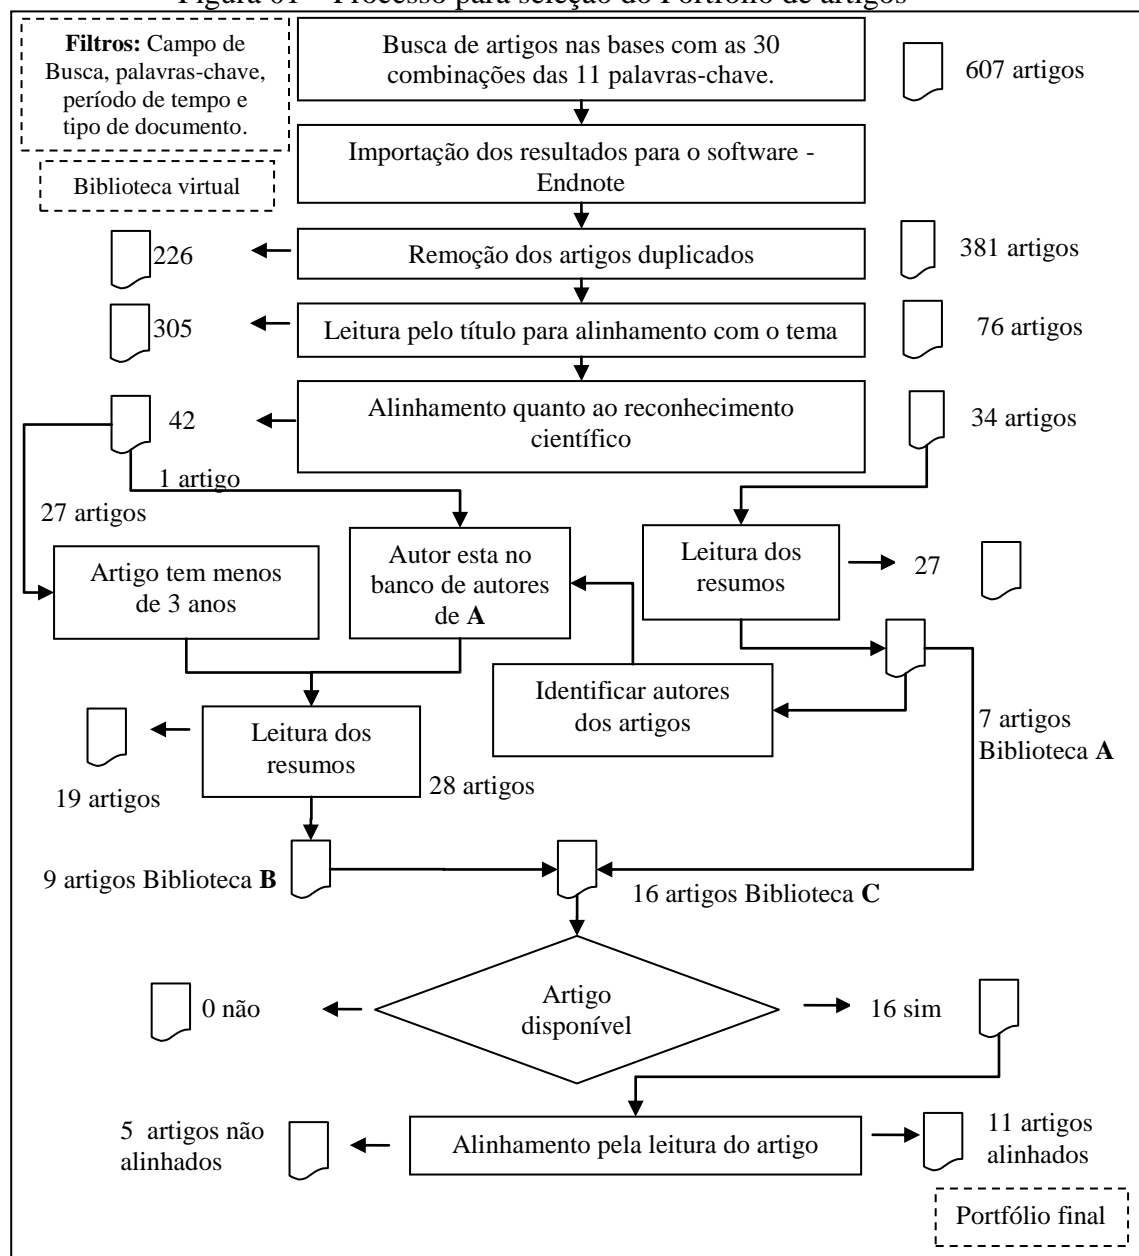 Figura 01 – Processo para seleção do Portfólio de artigos
Filtros: Campo de
Busca, palavras-chave,
período de tempo e
tipo de documento.
Busca de artigos nas bases com as 30
combinações das 11 palavras-chave.
607 artigos
Importação dos resultados para o software -
Endnote
Biblioteca virtual
226
Remoção dos artigos duplicados
381 artigos
305
Leitura pelo título para alinhamento com o tema
76 artigos
42
Alinhamento quanto ao reconhecimento
científico
34 artigos
1 artigo
27 artigos
Artigo tem menos
de 3 anos
Autor esta no
banco de autores
de A
Leitura dos
resumos
27
Identificar autores
dos artigos
7 artigos
Biblioteca A
Leitura dos
resumos
19 artigos
28 artigos
9 artigos Biblioteca B
16 artigos Biblioteca C
0 não
Artigo
disponível
16 sim
5 artigos não
alinhados
Alinhamento pela leitura do artigo
11 artigos
alinhados
Portfólio final